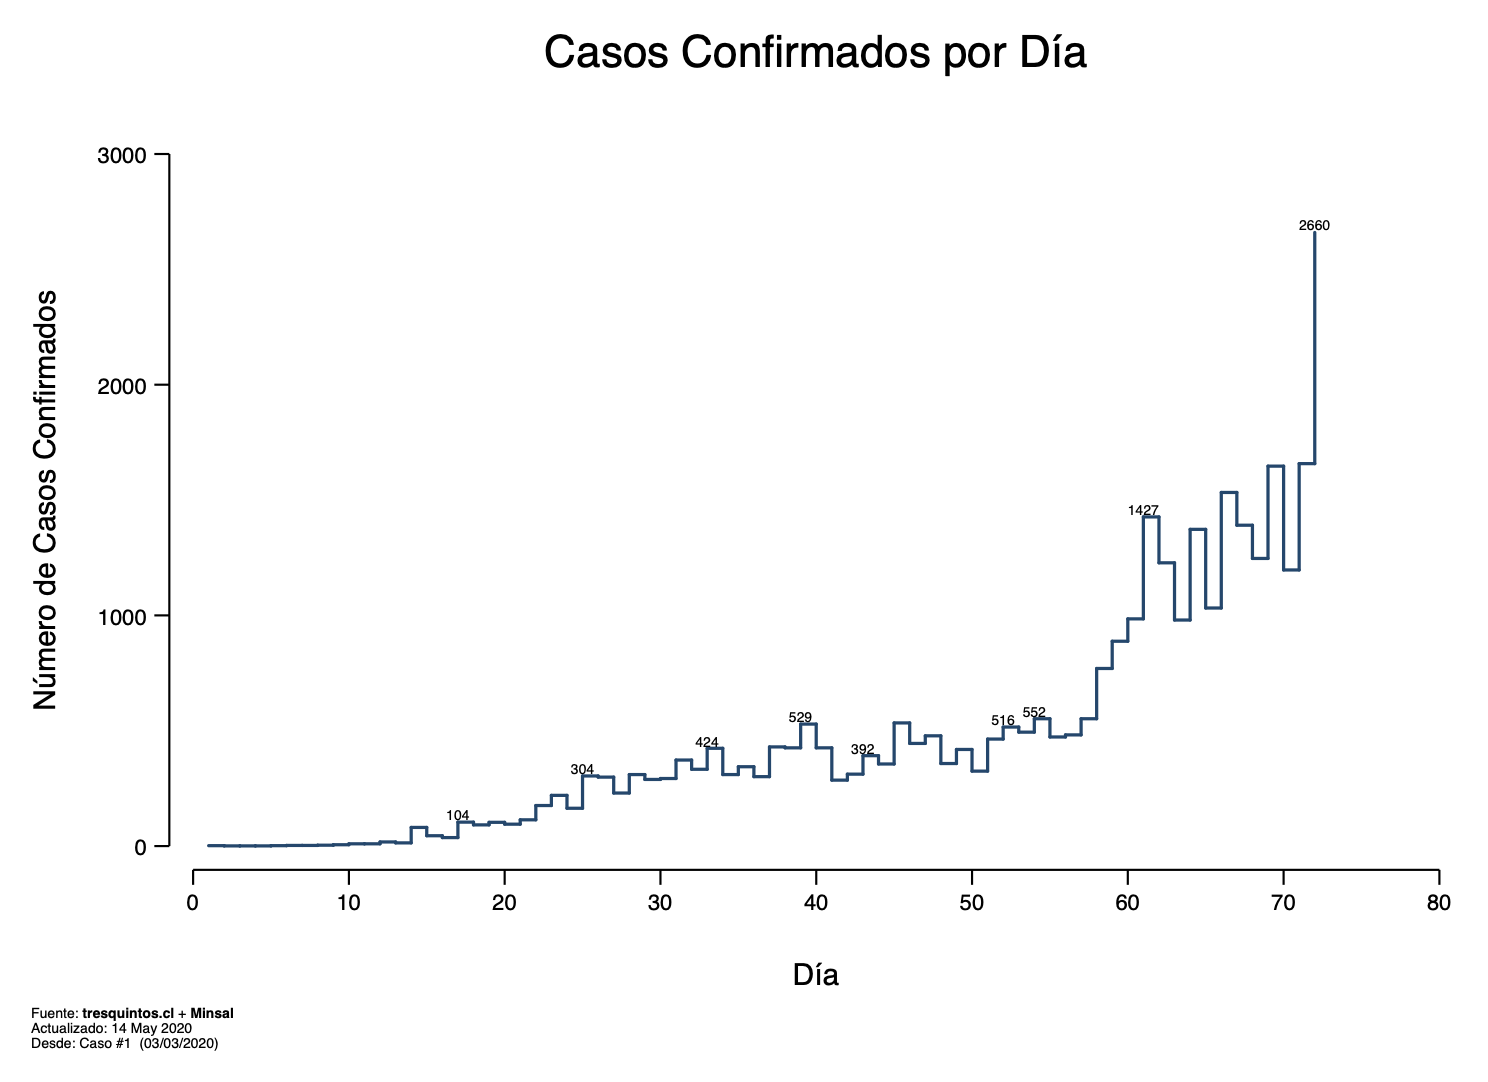 Casos Confirmados por Día
Número de Casos Confirmados
3000
2000
1000
0
2660
1427
529
516
552
424
392
304
104
0 10 20 30 40 50 60 70 80
Día
Fuente: tresquintos.cl + Minsal
Actualizado: 14 May 2020
Desde: Caso #1 (03/03/2020)